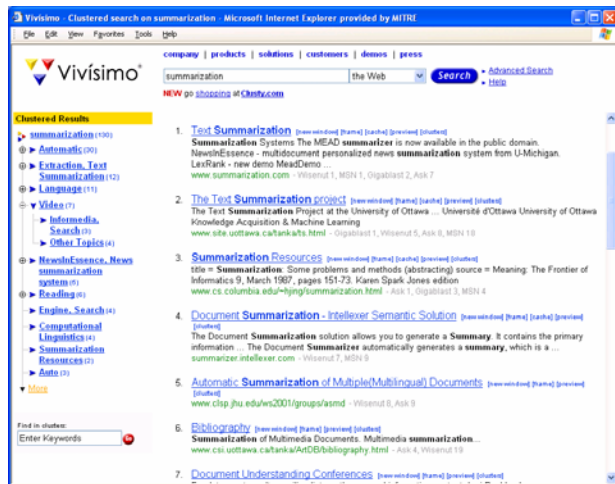 Vivísimo - Clustered search on summarization - Microsoft Internet Explorer provided by MITRE
File Edit View Favorites Tools Help
Vivísimo
company | products | solutions | customers | demos | press
summarization the Web Search Advanced Search
Help
NEW go shopping at Clusty.com
Clustered Results
summarization (130)
Automatic (30)
Extraction, Text
Summarization (12)
Language (11)
Video (7)
Informedia,
Search (3)
Other Topics (4)
NewsInEssence, News
summarization
system (5)
Reading (6)
Engine, Search (4)
Computational
Linguistics (4)
Summarization
Resources (2)
Auto (3)
More
Find in clusters:
Enter Keywords
1. Text Summarization [new window] [frame] [cache] [preview] [clusters]
Summarization Systems The MEAD summarizer is now available in the public domain.
NewsInEssence - multidocument personalized news summarization system from U-Michigan.
LexRank - new demo MeadDemo ...
www.summarization.com - Wisenut 1, MSN 1, Gigablast 2, Ask 7
2. The Text Summarization project [new window] [frame] [cache] [preview] [clusters]
The Text Summarization Project at the University of Ottawa ... Université d'Ottawa University of Ottawa
Knowledge Acquisition & Machine Learning
www.site.uottawa.ca/tanka/ts.html - Gigablast 1, Wisenut 5, Ask 8, MSN 18
3. Summarization Resources [new window] [frame] [cache] [preview] [clusters]
title = Summarization: Some problems and methods (abstracting) source = Meaning: The Frontier of
Informatics 9, March 1987, pages 151-73. Karen Spark Jones edition
www.cs.columbia.edu/~hjing/summarization.html - Ask 1, Gigablast 3, MSN 4
4. Document Summarization - Intellexer Semantic Solution [new window] [frame] [preview]
[clusters]
The Document Summarization solution allows you to generate a Summary. It contains the primary
information ... The Document Summarizer automatically generates a summary, which is a ...
summarizer.intellexer.com - Wisenut 7, MSN 9
5. Automatic Summarization of Multiple(Multilingual) Documents [new window] [frame] [preview]
[clusters]
www.clsp.jhu.edu/ws2001/groups/asmd - Wisenut 8, Ask 9
6. Bibliography [new window] [frame] [preview] [clusters]
Summarization of Multimedia Documents. Multimedia summarization...
www.csi.uottawa.ca/tanka/ArtDB/bibliography.html - Ask 4, Wisenut 19
7. Document Understanding Conferences [new window] [frame] [preview] [clusters]